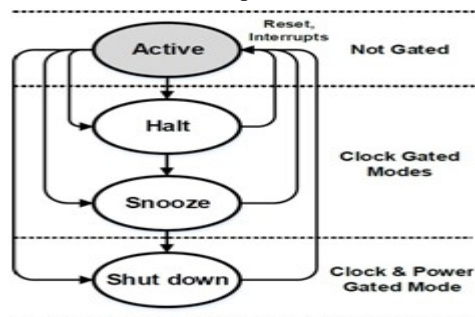 Reset,
Interrupts
Active
Not Gated
Halt
Clock Gated
Modes
Snooze
Shut down
Clock & Power
Gated Mode